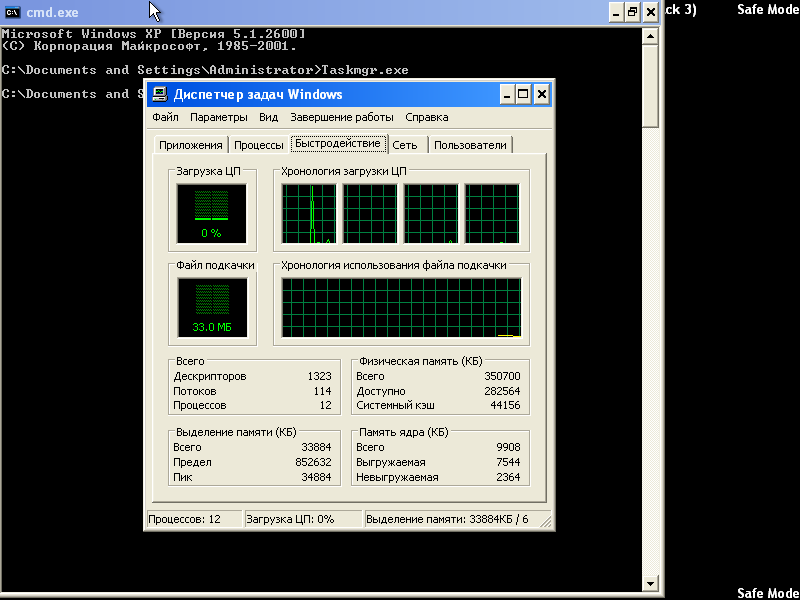 cmd.exe
ck 3)
Safe Mode
Microsoft Windows XP [Версия 5.1.2600]
(C) Корпорация Майкрософт, 1985-2001.
C:\Documents and Settings\Administrator>Taskmgr.exe
C:\Documents and S
Диспетчер задач Windows
Файл Параметры Вид Завершение работы Справка
Приложения Процессы Быстродействие Сеть Пользователи
Загрузка ЦП Хронология загрузки ЦП
0 %
Файл подкачки Хронология использования файла подкачки
33.0 МБ
Всего
Дескрипторов 1323
Потоков 114
Процессов 12
Физическая память (КБ)
Всего 350700
Доступно 282564
Системный кэш 44156
Выделение памяти (КБ)
Всего 33884
Предел 852632
Пик 34884
Память ядра (КБ)
Всего 9908
Выгружаемая 7544
Невыгружаемая 2364
Процессов: 12 Загрузка ЦП: 0% Выделение памяти: 33884КБ / 6
Safe Mode